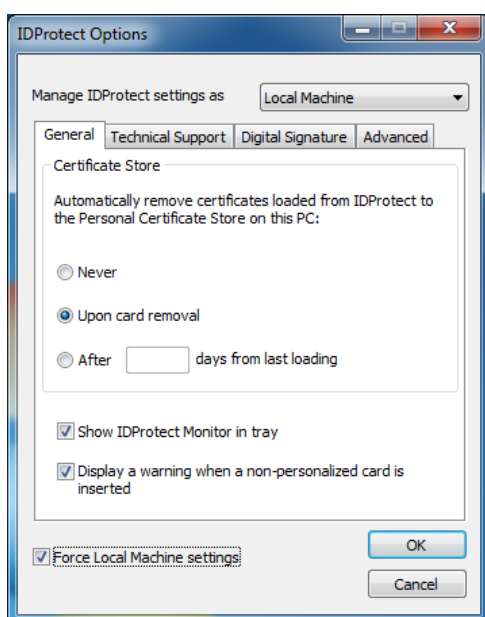 IDProtect Options
Manage IDProtect settings as Local Machine
General Technical Support Digital Signature Advanced
Certificate Store
Automatically remove certificates loaded from IDProtect to
the Personal Certificate Store on this PC:
Never
Upon card removal
After days from last loading
Show IDProtect Monitor in tray
Display a warning when a non-personalized card is
inserted
OK
Force Local Machine settings
Cancel